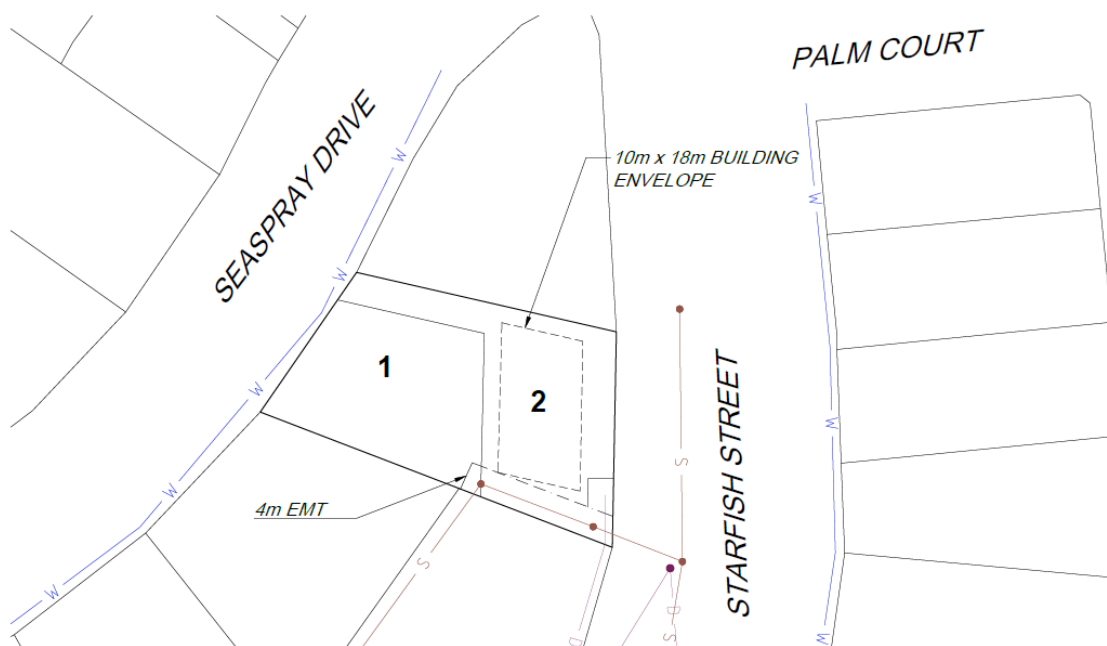 PALM COURT
10m x 18m BUILDING
ENVELOPE
SEASPRAY DRIVE
W
W
W
W
W
W
W
W
W
1
2
4m EMT
STARFISH STREET
S
S
S
D
D